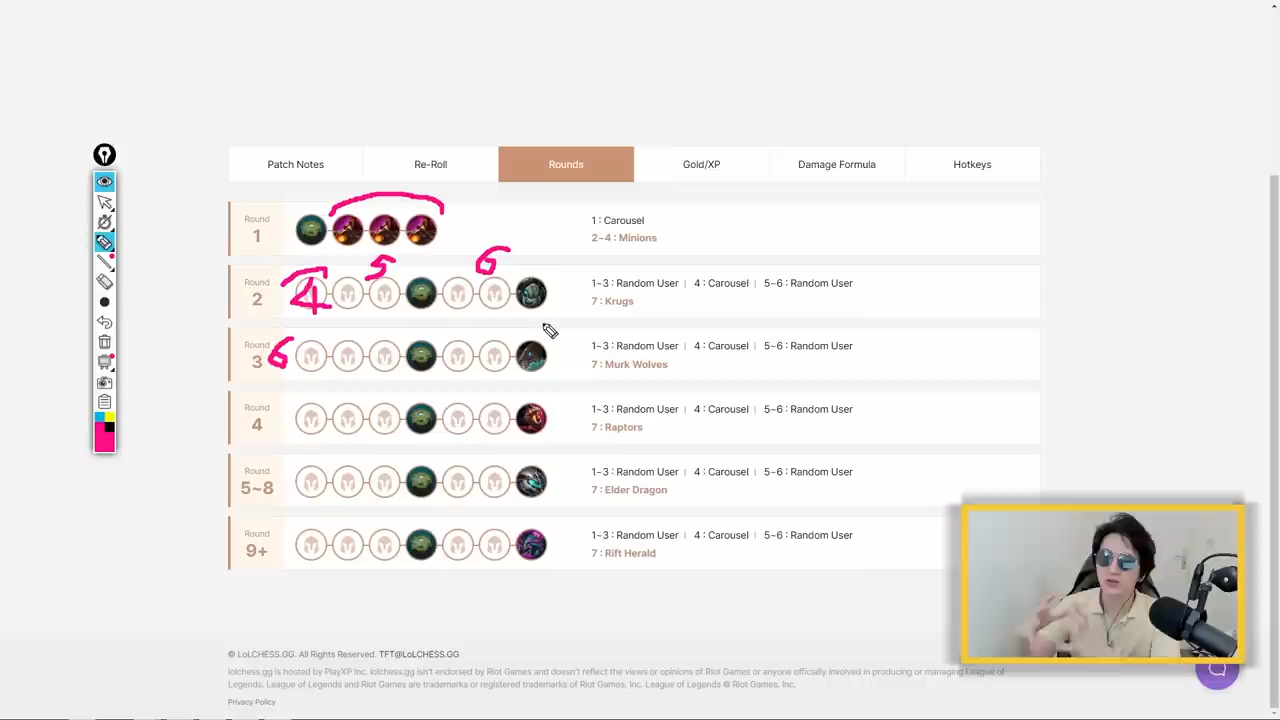 Patch Notes Re-Roll Rounds Gold/XP Damage Formula Hotkeys
Round
1
1 : Carousel
2~4 : Minions
5 6
Round
2
4
1~3 : Random User | 4 : Carousel | 5~6 : Random User
7 : Krugs
Round
3
6
1~3 : Random User | 4 : Carousel | 5~6 : Random User
7 : Murk Wolves
Round
4
1~3 : Random User | 4 : Carousel | 5~6 : Random User
7 : Raptors
Round
5~8
1~3 : Random User | 4 : Carousel | 5~6 : Random User
7 : Elder Dragon
Round
9+
1~3 : Random User | 4 : Carousel | 5~6 : Random User
7 : Rift Herald
© LoLCHESS.GG. All Rights Reserved. TFT@LoLCHESS.GG
lolchess.gg is hosted by PlayXP Inc. lolchess.gg isn't endorsed by Riot Games and doesn't reflect the views or opinions of Riot Games or anyone officially involved in producing or managing League of
Legends. League of Legends and Riot Games are trademarks or registered trademarks of Riot Games, Inc. League of Legends © Riot Games, Inc.
Privacy Policy